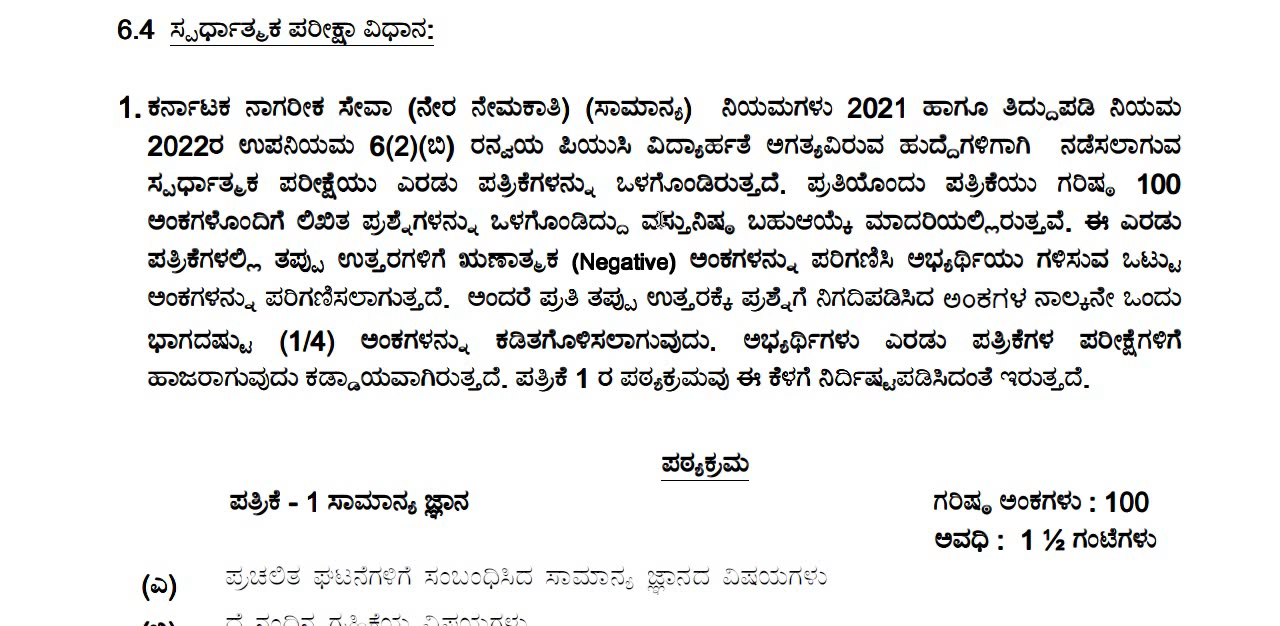 6.4 ಸ್ಪರ್ಧಾತ್ಮಕ ಪರೀಕ್ಷಾ ವಿಧಾನ:
1. ಕರ್ನಾಟಕ ನಾಗರೀಕ ಸೇವಾ (ನೇರ ನೇಮಕಾತಿ) (ಸಾಮಾನ್ಯ) ನಿಯಮಗಳು 2021 ಹಾಗೂ ತಿದ್ದುಪಡಿ ನಿಯಮ
2022ರ ಉಪನಿಯಮ 6(2)(ಬಿ) ರನ್ವಯ ಪಿಯುಸಿ ವಿದ್ಯಾರ್ಹತೆ ಅಗತ್ಯವಿರುವ ಹುದ್ದೆಗಳಿಗಾಗಿ ನಡೆಸಲಾಗುವ
ಸ್ಪರ್ಧಾತ್ಮಕ ಪರೀಕ್ಷೆಯು ಎರಡು ಪತ್ರಿಕೆಗಳನ್ನು ಒಳಗೊಂಡಿರುತ್ತದೆ. ಪ್ರತಿಯೊಂದು ಪತ್ರಿಕೆಯು ಗರಿಷ್ಠ 100
ಅಂಕಗಳೊಂದಿಗೆ ಲಿಖಿತ ಪ್ರಶ್ನೆಗಳನ್ನು ಒಳಗೊಂಡಿದ್ದು ವಸ್ತುನಿಷ್ಠ ಬಹುಆಯ್ಕೆ ಮಾದರಿಯಲ್ಲಿರುತ್ತವೆ. ಈ ಎರಡು
ಪತ್ರಿಕೆಗಳಲ್ಲಿ ತಪ್ಪು ಉತ್ತರಗಳಿಗೆ ಋಣಾತ್ಮಕ (Negative) ಅಂಕಗಳನ್ನು ಪರಿಗಣಿಸಿ ಅಭ್ಯರ್ಥಿಯು ಗಳಿಸುವ ಒಟ್ಟು
ಅಂಕಗಳನ್ನು ಪರಿಗಣಿಸಲಾಗುತ್ತದೆ. ಅಂದರೆ ಪ್ರತಿ ತಪ್ಪು ಉತ್ತರಕ್ಕೆ ಪ್ರಶ್ನೆಗೆ ನಿಗದಿಪಡಿಸಿದ ಅಂಕಗಳ ನಾಲ್ಕನೇ ಒಂದು
ಭಾಗದಷ್ಟು (1/4) ಅಂಕಗಳನ್ನು ಕಡಿತಗೊಳಿಸಲಾಗುವುದು. ಅಭ್ಯರ್ಥಿಗಳು ಎರಡು ಪತ್ರಿಕೆಗಳ ಪರೀಕ್ಷೆಗಳಿಗೆ
ಹಾಜರಾಗುವುದು ಕಡ್ಡಾಯವಾಗಿರುತ್ತದೆ. ಪತ್ರಿಕೆ 1 ರ ಪಠ್ಯಕ್ರಮವು ಈ ಕೆಳಗೆ ನಿರ್ದಿಷ್ಟಪಡಿಸಿದಂತೆ ಇರುತ್ತದೆ.
ಪಠ್ಯಕ್ರಮ
ಪತ್ರಿಕೆ - 1 ಸಾಮಾನ್ಯ ಜ್ಞಾನ ಗರಿಷ್ಠ ಅಂಕಗಳು : 100
ಅವಧಿ : 1 ½ ಗಂಟೆಗಳು
(ಎ) ಪ್ರಚಲಿತ ಘಟನೆಗಳಿಗೆ ಸಂಬಂಧಿಸಿದ ಸಾಮಾನ್ಯ ಜ್ಞಾನದ ವಿಷಯಗಳು